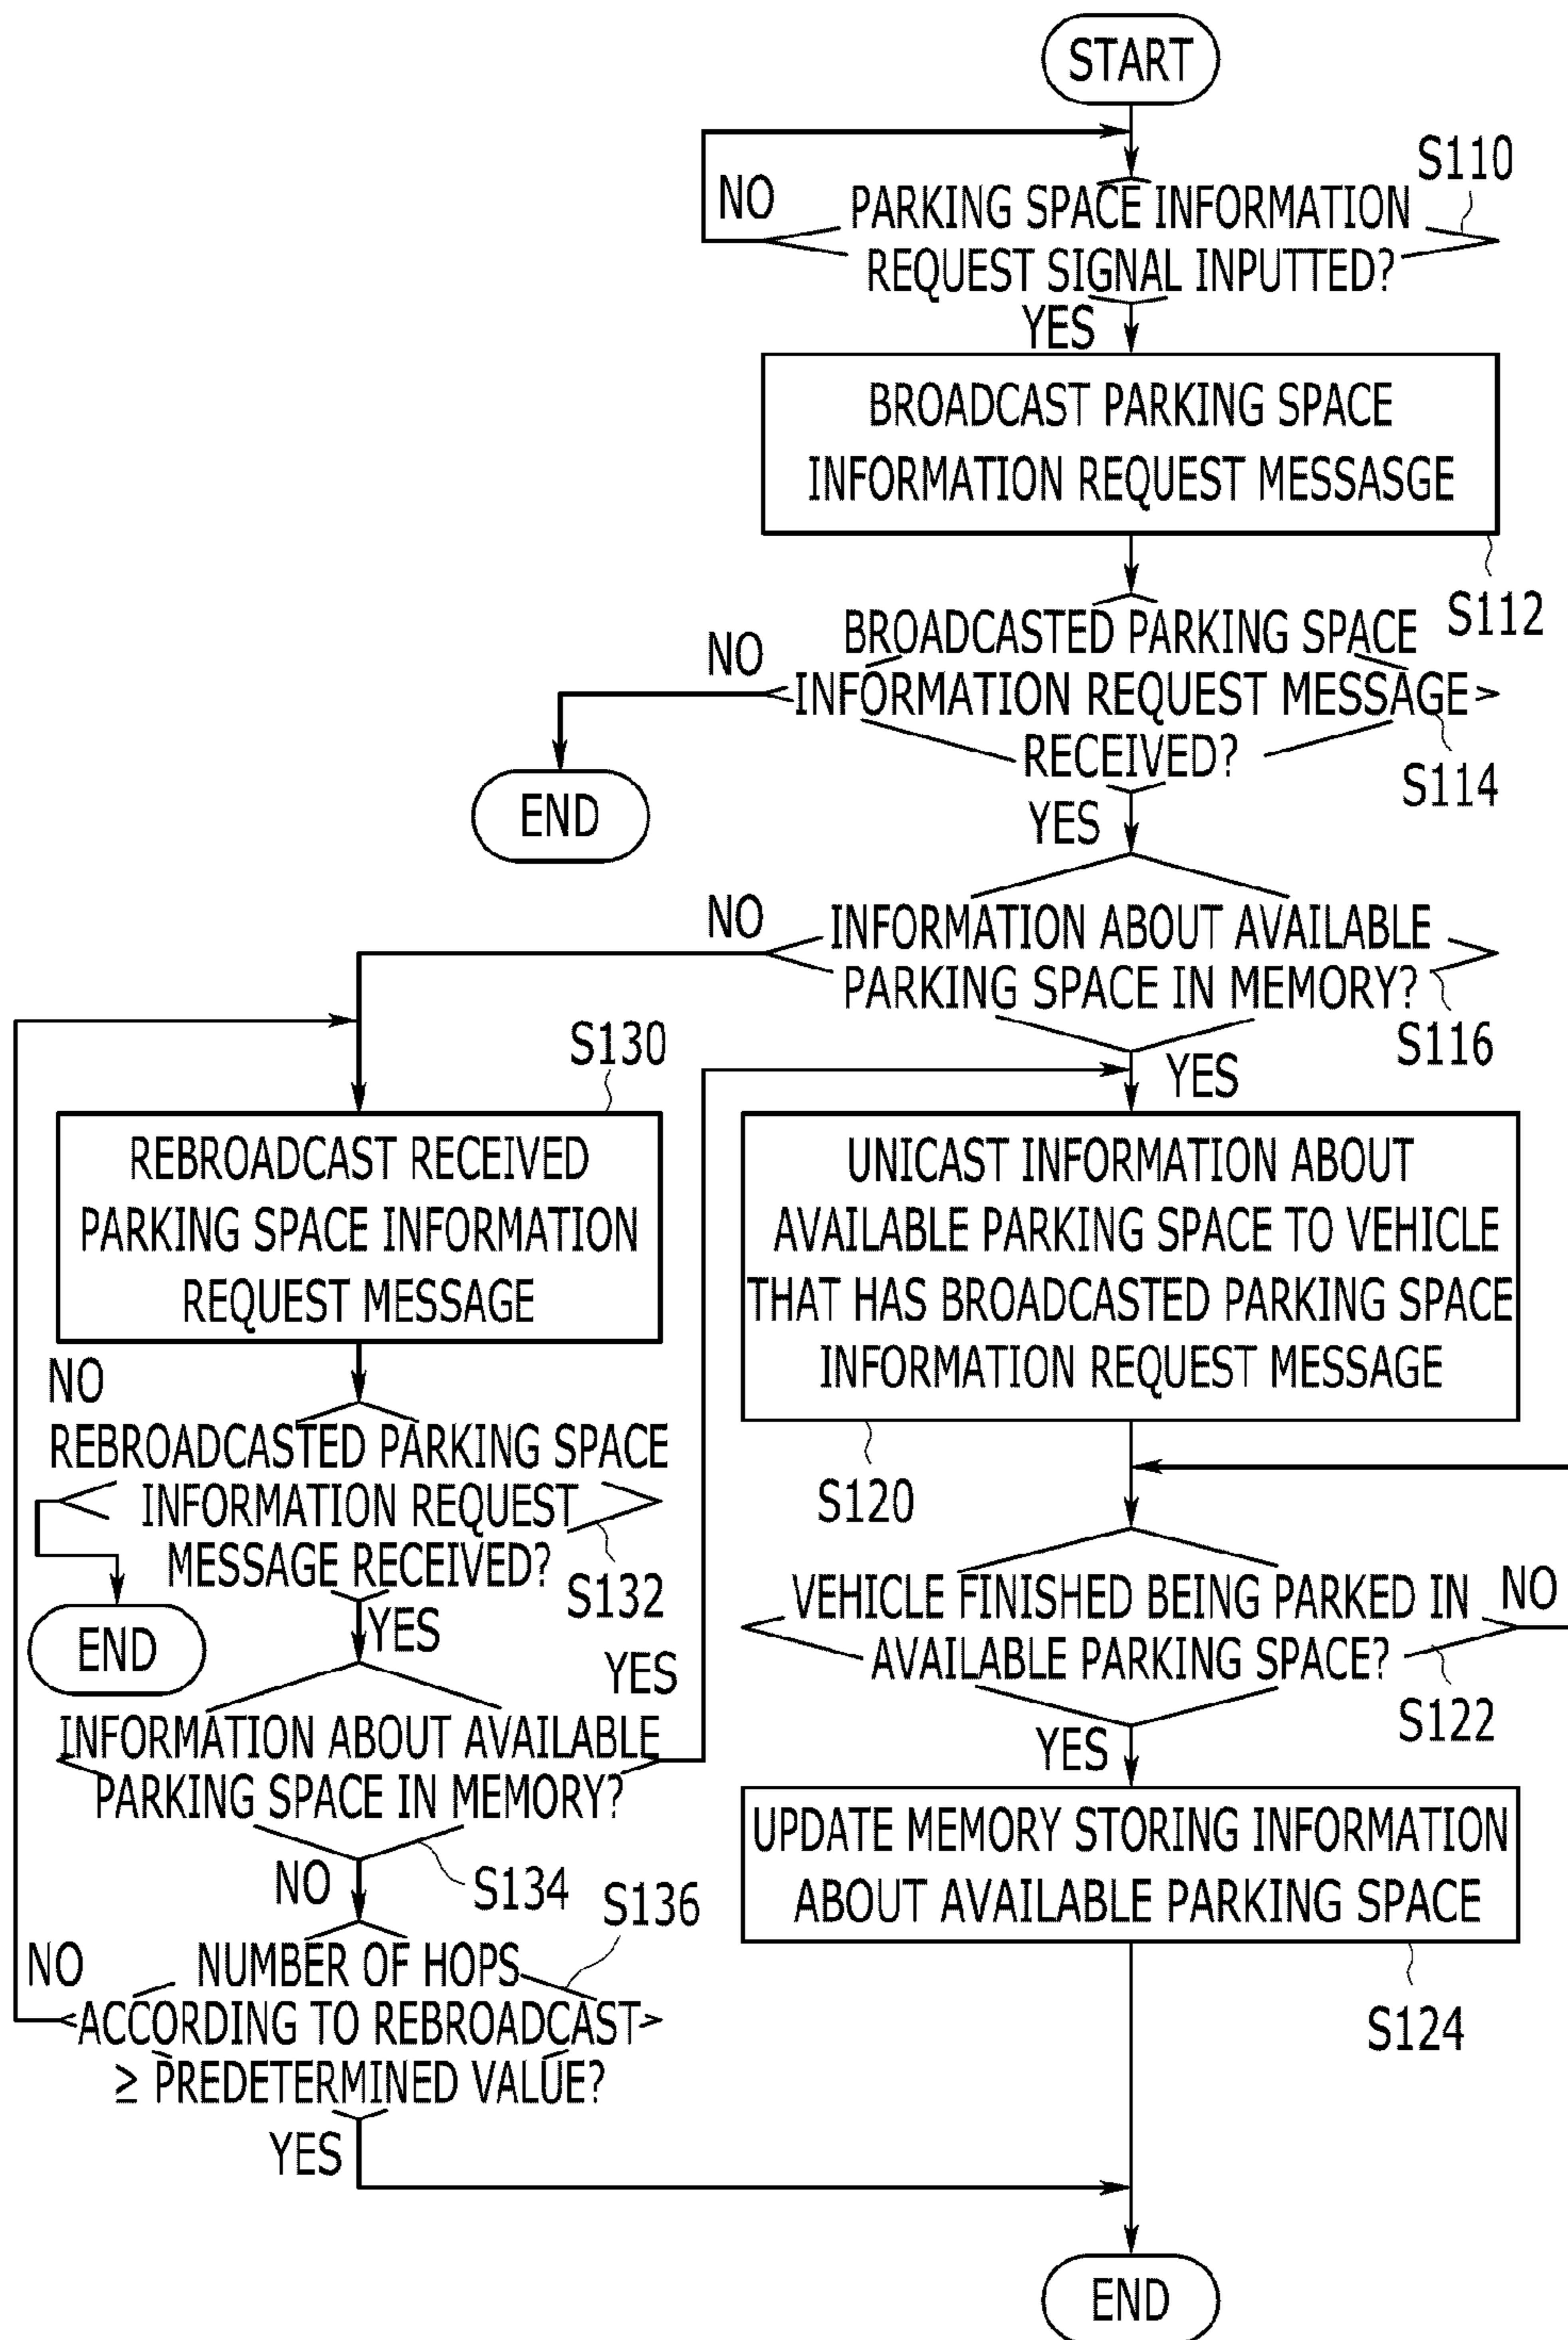 START
S110
NO
PARKING SPACE INFORMATION
REQUEST SIGNAL INPUTTED?
YES
BROADCAST PARKING SPACE
INFORMATION REQUEST MESSASGE
S112
BROADCASTED PARKING SPACE
NO
INFORMATION REQUEST MESSAGE
RECEIVED?
S114
END
YES
NO
INFORMATION ABOUT AVAILABLE
PARKING SPACE IN MEMORY?
S116
YES
S130
REBROADCAST RECEIVED
PARKING SPACE INFORMATION
REQUEST MESSAGE
UNICAST INFORMATION ABOUT
AVAILABLE PARKING SPACE TO VEHICLE
THAT HAS BROADCASTED PARKING SPACE
INFORMATION REQUEST MESSAGE
S120
NO
REBROADCASTED PARKING SPACE
INFORMATION REQUEST
MESSAGE RECEIVED?
S132
END
YES
VEHICLE FINISHED BEING PARKED IN
AVAILABLE PARKING SPACE?
NO
S122
YES
YES
INFORMATION ABOUT AVAILABLE
PARKING SPACE IN MEMORY?
S134
NO
UPDATE MEMORY STORING INFORMATION
ABOUT AVAILABLE PARKING SPACE
S124
S136
NO
NUMBER OF HOPS
ACCORDING TO REBROADCAST
≥ PREDETERMINED VALUE?
YES
END